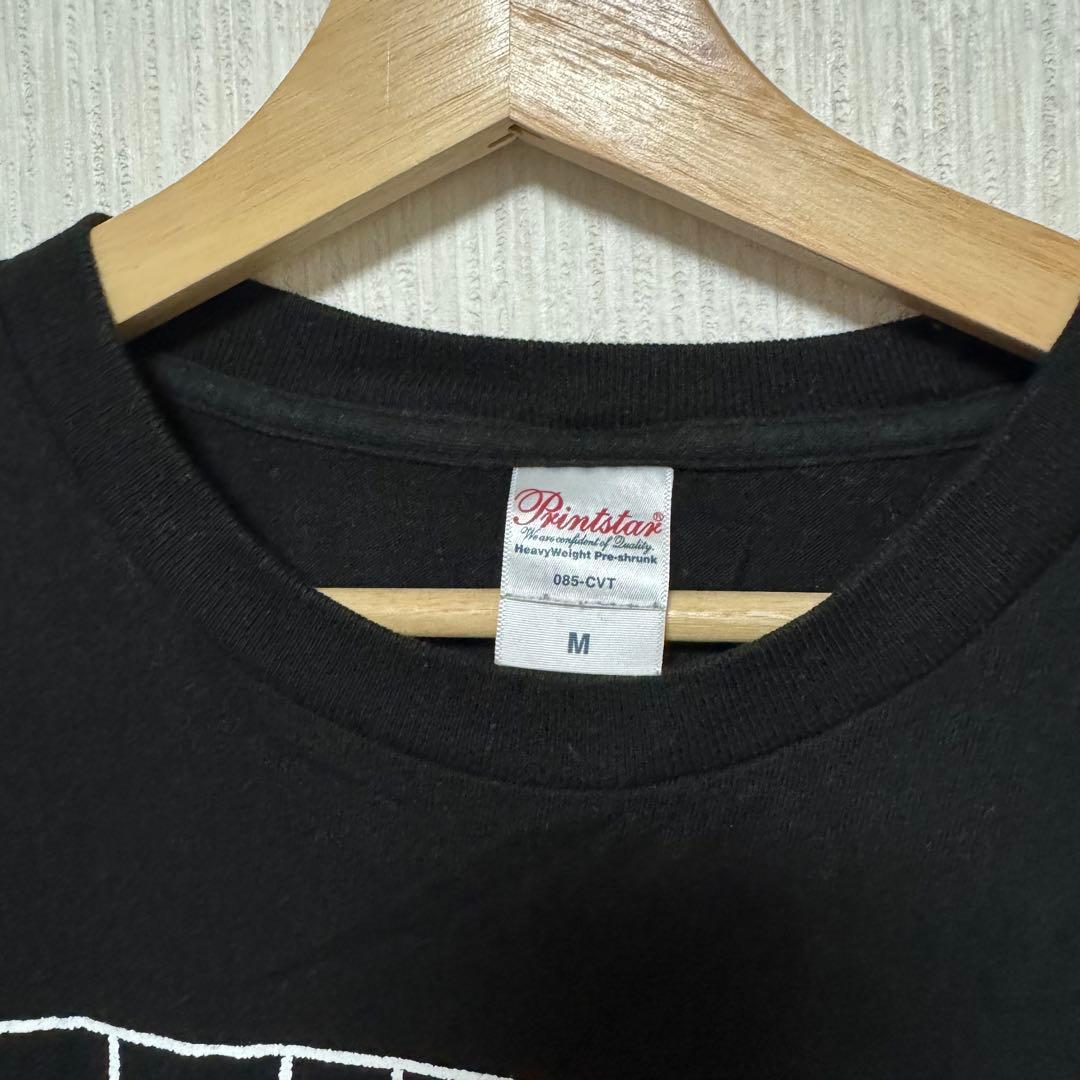 Printstar®
We are confident of Quality.
HeavyWeight Pre-shrunk
085-CVT
M